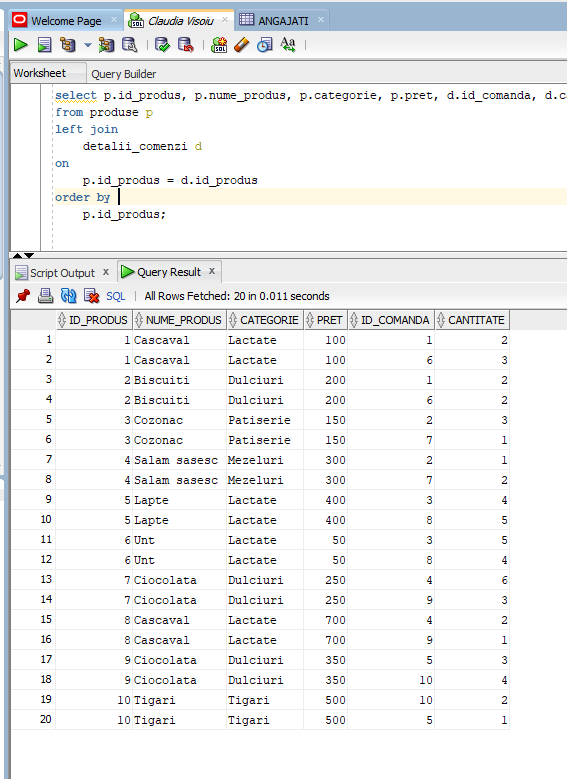 Welcome Page Claudia Visoiu ANGAJATI
Worksheet Query Builder
select p.id_produs, p.nume_produs, p.categorie, p.pret, d.id_comanda, d.c
from produse p
left join
detalii_comenzi d
on
p.id_produs = d.id_produs
order by
p.id_produs;
Script Output x Query Result x
SQL | All Rows Fetched: 20 in 0.011 seconds
ID_PRODUS NUME_PRODUS CATEGORIE PRET ID_COMANDA CANTITATE
1 1 Cascaval Lactate 100 1 2
2 1 Cascaval Lactate 100 6 3
3 2 Biscuiti Dulciuri 200 1 2
4 2 Biscuiti Dulciuri 200 6 2
5 3 Cozonac Patiserie 150 2 3
6 3 Cozonac Patiserie 150 7 1
7 4 Salam sasesc Mezeluri 300 2 1
8 4 Salam sasesc Mezeluri 300 7 2
9 5 Lapte Lactate 400 3 4
10 5 Lapte Lactate 400 8 5
11 6 Unt Lactate 50 3 5
12 6 Unt Lactate 50 8 4
13 7 Ciocolata Dulciuri 250 4 6
14 7 Ciocolata Dulciuri 250 9 3
15 8 Cascaval Lactate 700 4 2
16 8 Cascaval Lactate 700 9 1
17 9 Ciocolata Dulciuri 350 5 3
18 9 Ciocolata Dulciuri 350 10 4
19 10 Tigari Tigari 500 10 2
20 10 Tigari Tigari 500 5 1